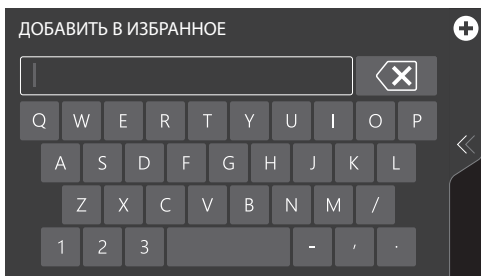 ДОБАВИТЬ В ИЗБРАННОЕ
Q W E R T Y U I O P
A S D F G H J K L
Z X C V B N M /
1 2 3 - , .